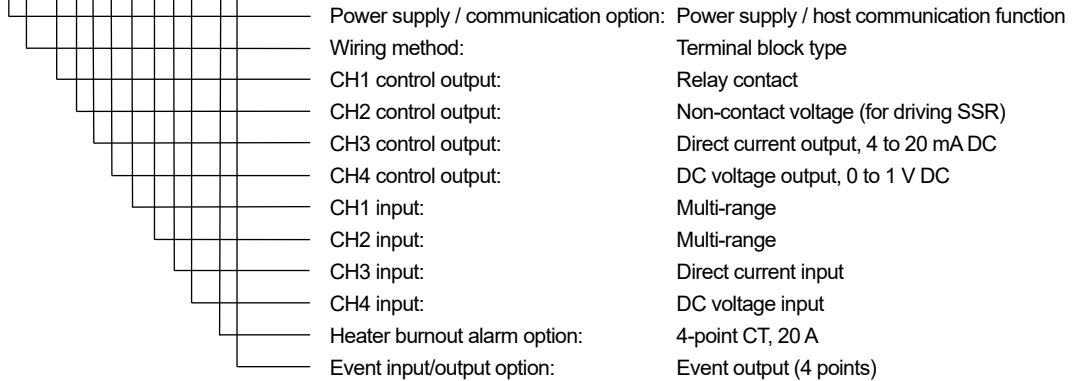 Power supply / communication option: Power supply / host communication function
Wiring method: Terminal block type
CH1 control output: Relay contact
CH2 control output: Non-contact voltage (for driving SSR)
CH3 control output: Direct current output, 4 to 20 mA DC
CH4 control output: DC voltage output, 0 to 1 V DC
CH1 input: Multi-range
CH2 input: Multi-range
CH3 input: Direct current input
CH4 input: DC voltage input
Heater burnout alarm option: 4-point CT, 20 A
Event input/output option: Event output (4 points)